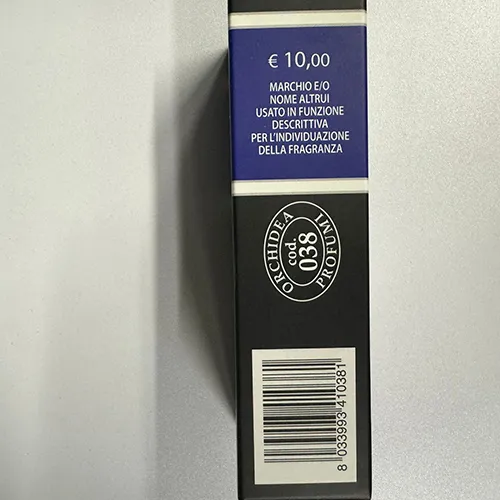 € 10,00
MARCHIO E/O
NOME ALTRUI
USATO IN FUNZIONE
DESCRITTIVA
PER L'INDIVIDUAZIONE
DELLA FRAGRANZA
ORCHIDEA
cod.
038
PROFUMI
8 033993 410381